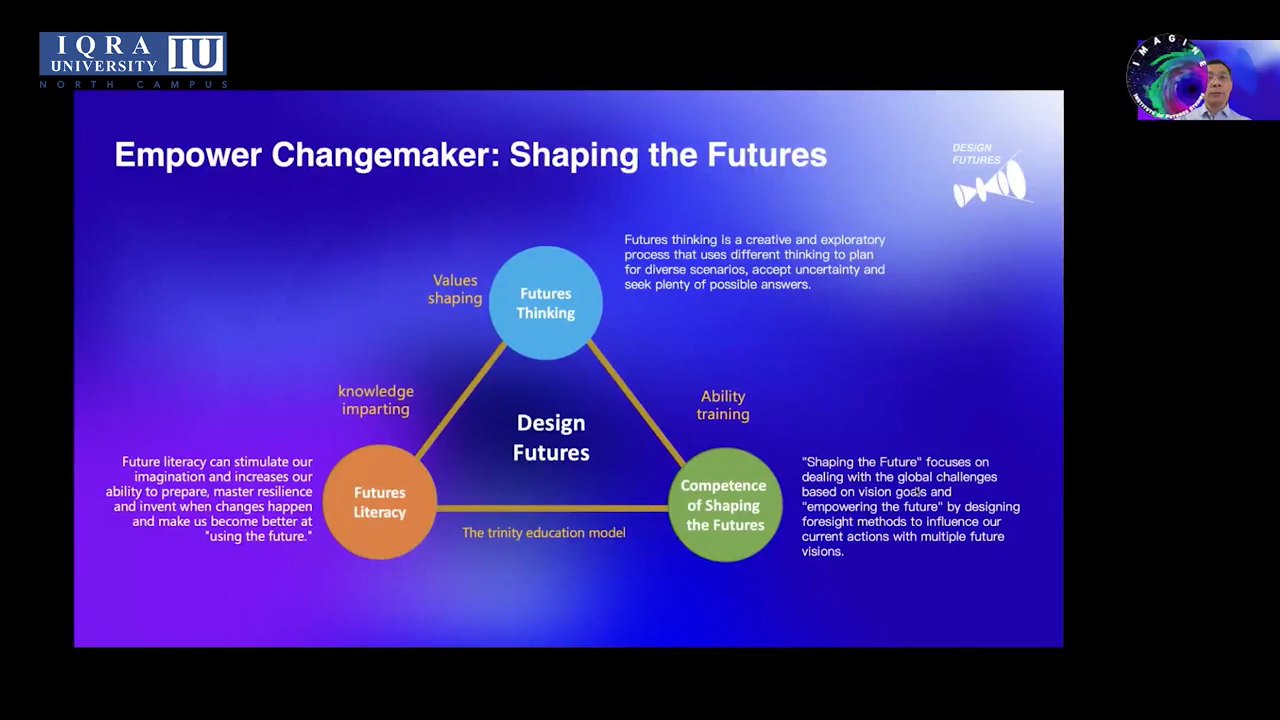 IQRA
UNIVERSITY
IU
NORTH CAMPUS
IMAGINE
INSTITUTE OF FUTURES STUDIES
Empower Changemaker: Shaping the Futures
DESIGN
FUTURES
Futures thinking is a creative and exploratory
process that uses different thinking to plan
for diverse scenarios, accept uncertainty and
seek plenty of possible answers.
Values
shaping
Futures
Thinking
knowledge
imparting
Ability
training
Design
Futures
Future literacy can stimulate our
imagination and increases our
ability to prepare, master resilience
and invent when changes happen
and make us become better at
"using the future."
Futures
Literacy
The trinity education model
Competence
of Shaping
the Futures
"Shaping the Future" focuses on
dealing with the global challenges
based on vision goals and
"empowering the future" by designing
foresight methods to influence our
current actions with multiple future
visions.